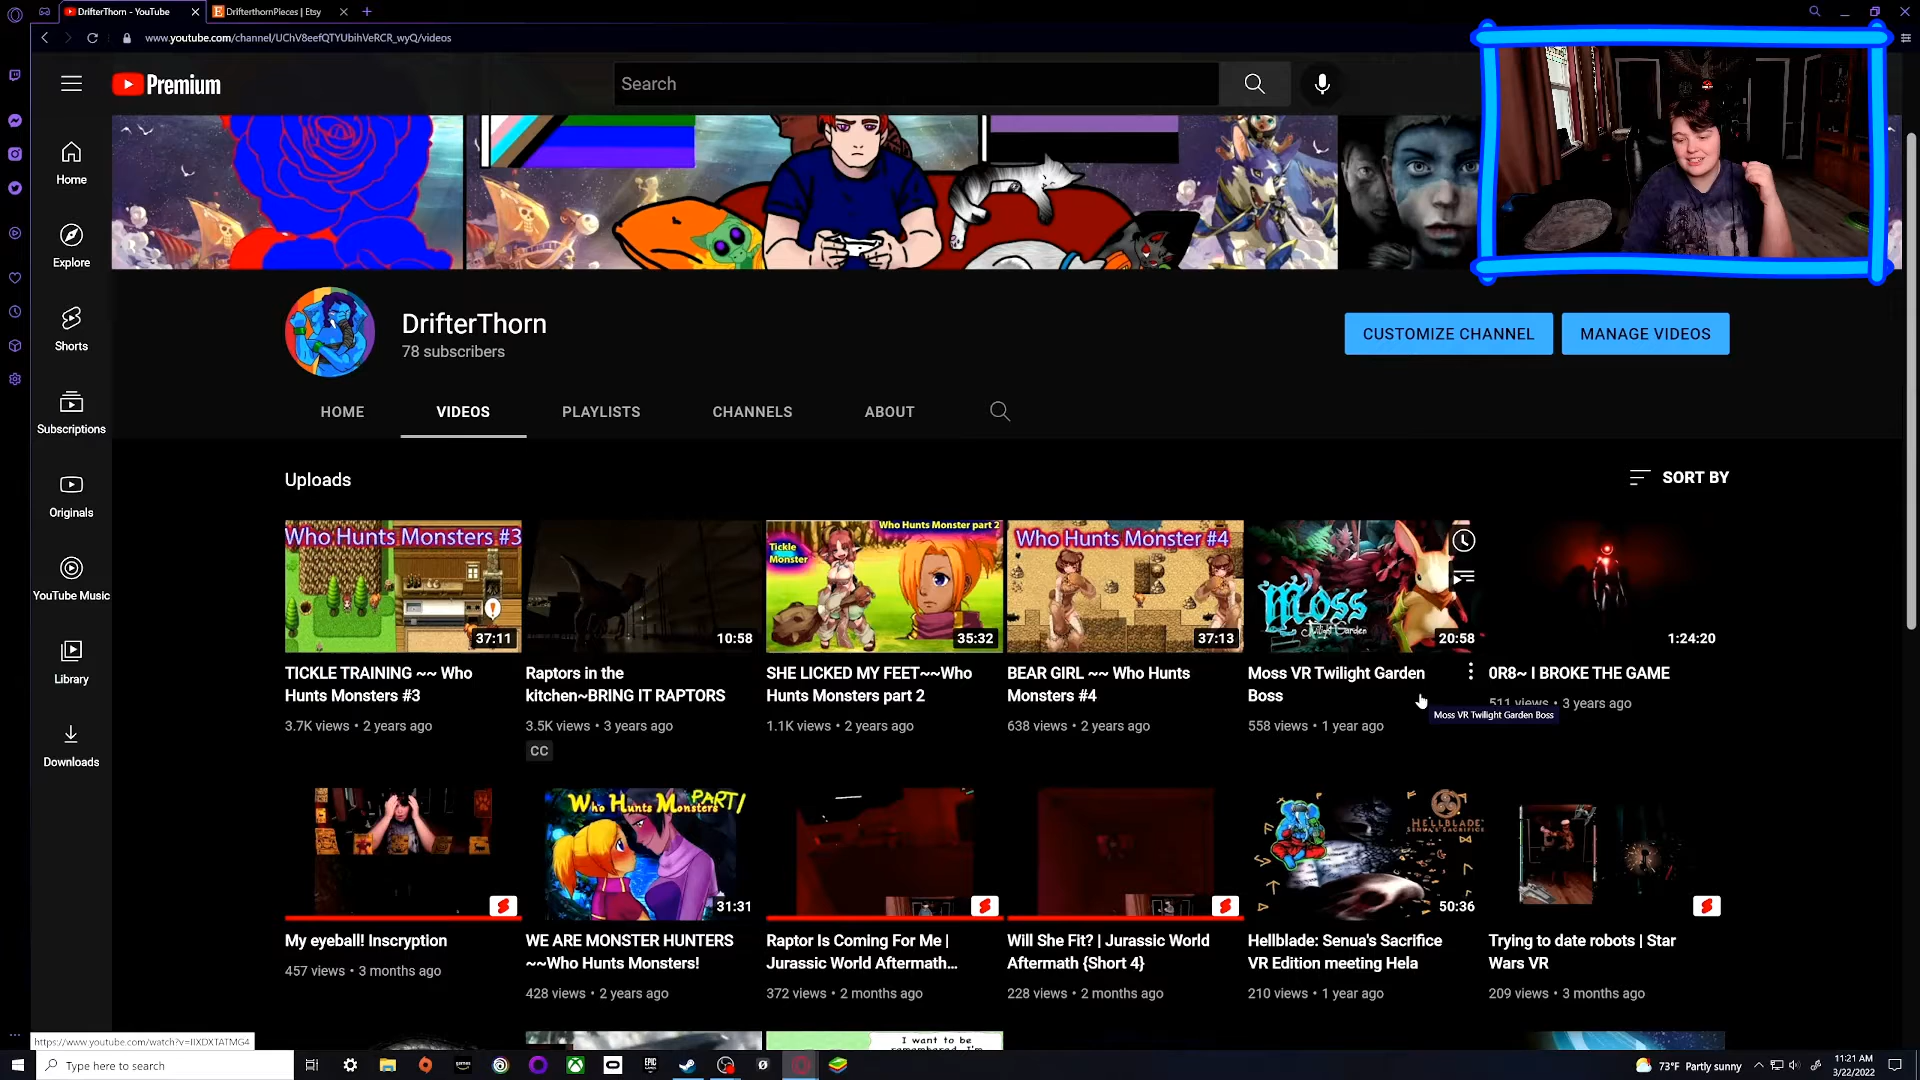 DrifterThorn - YouTube
DrifterthornPieces | Etsy
www.youtube.com/channel/UChV8eefQTYUbihVeRCR_wyQ/videos
Premium
Search
Home
Explore
Shorts
Subscriptions
Originals
YouTube Music
Library
Downloads
DrifterThorn
78 subscribers
CUSTOMIZE CHANNEL
MANAGE VIDEOS
HOME
VIDEOS
PLAYLISTS
CHANNELS
ABOUT
Uploads
SORT BY
Who Hunts Monsters #3
37:11
TICKLE TRAINING ~~ Who
Hunts Monsters #3
3.7K views • 2 years ago
10:58
Raptors in the
kitchen~BRING IT RAPTORS
3.5K views • 3 years ago
CC
Who Hunts Monster part 2
Tickle
Monster
35:32
SHE LICKED MY FEET~~Who
Hunts Monsters part 2
1.1K views • 2 years ago
Who Hunts Monster #4
37:13
BEAR GIRL ~~ Who Hunts
Monsters #4
638 views • 2 years ago
Moss
Twilight Garden
20:58
Moss VR Twilight Garden
Boss
558 views • 1 year ago
Moss VR Twilight Garden Boss
1:24:20
0R8~ I BROKE THE GAME
511 views • 3 years ago
My eyeball! Inscryption
457 views • 3 months ago
Who Hunts Monsters
PART 1
31:31
WE ARE MONSTER HUNTERS
~~Who Hunts Monsters!
428 views • 2 years ago
Raptor Is Coming For Me |
Jurassic World Aftermath...
372 views • 2 months ago
Will She Fit? | Jurassic World
Aftermath {Short 4}
228 views • 2 months ago
HELLBLADE
50:36
Hellblade: Senua's Sacrifice
VR Edition meeting Hela
210 views • 1 year ago
Trying to date robots | Star
Wars VR
209 views • 3 months ago
I want to be
remembered. I'm
Type here to search
73°F Partly sunny
11:21 AM
3/22/2022